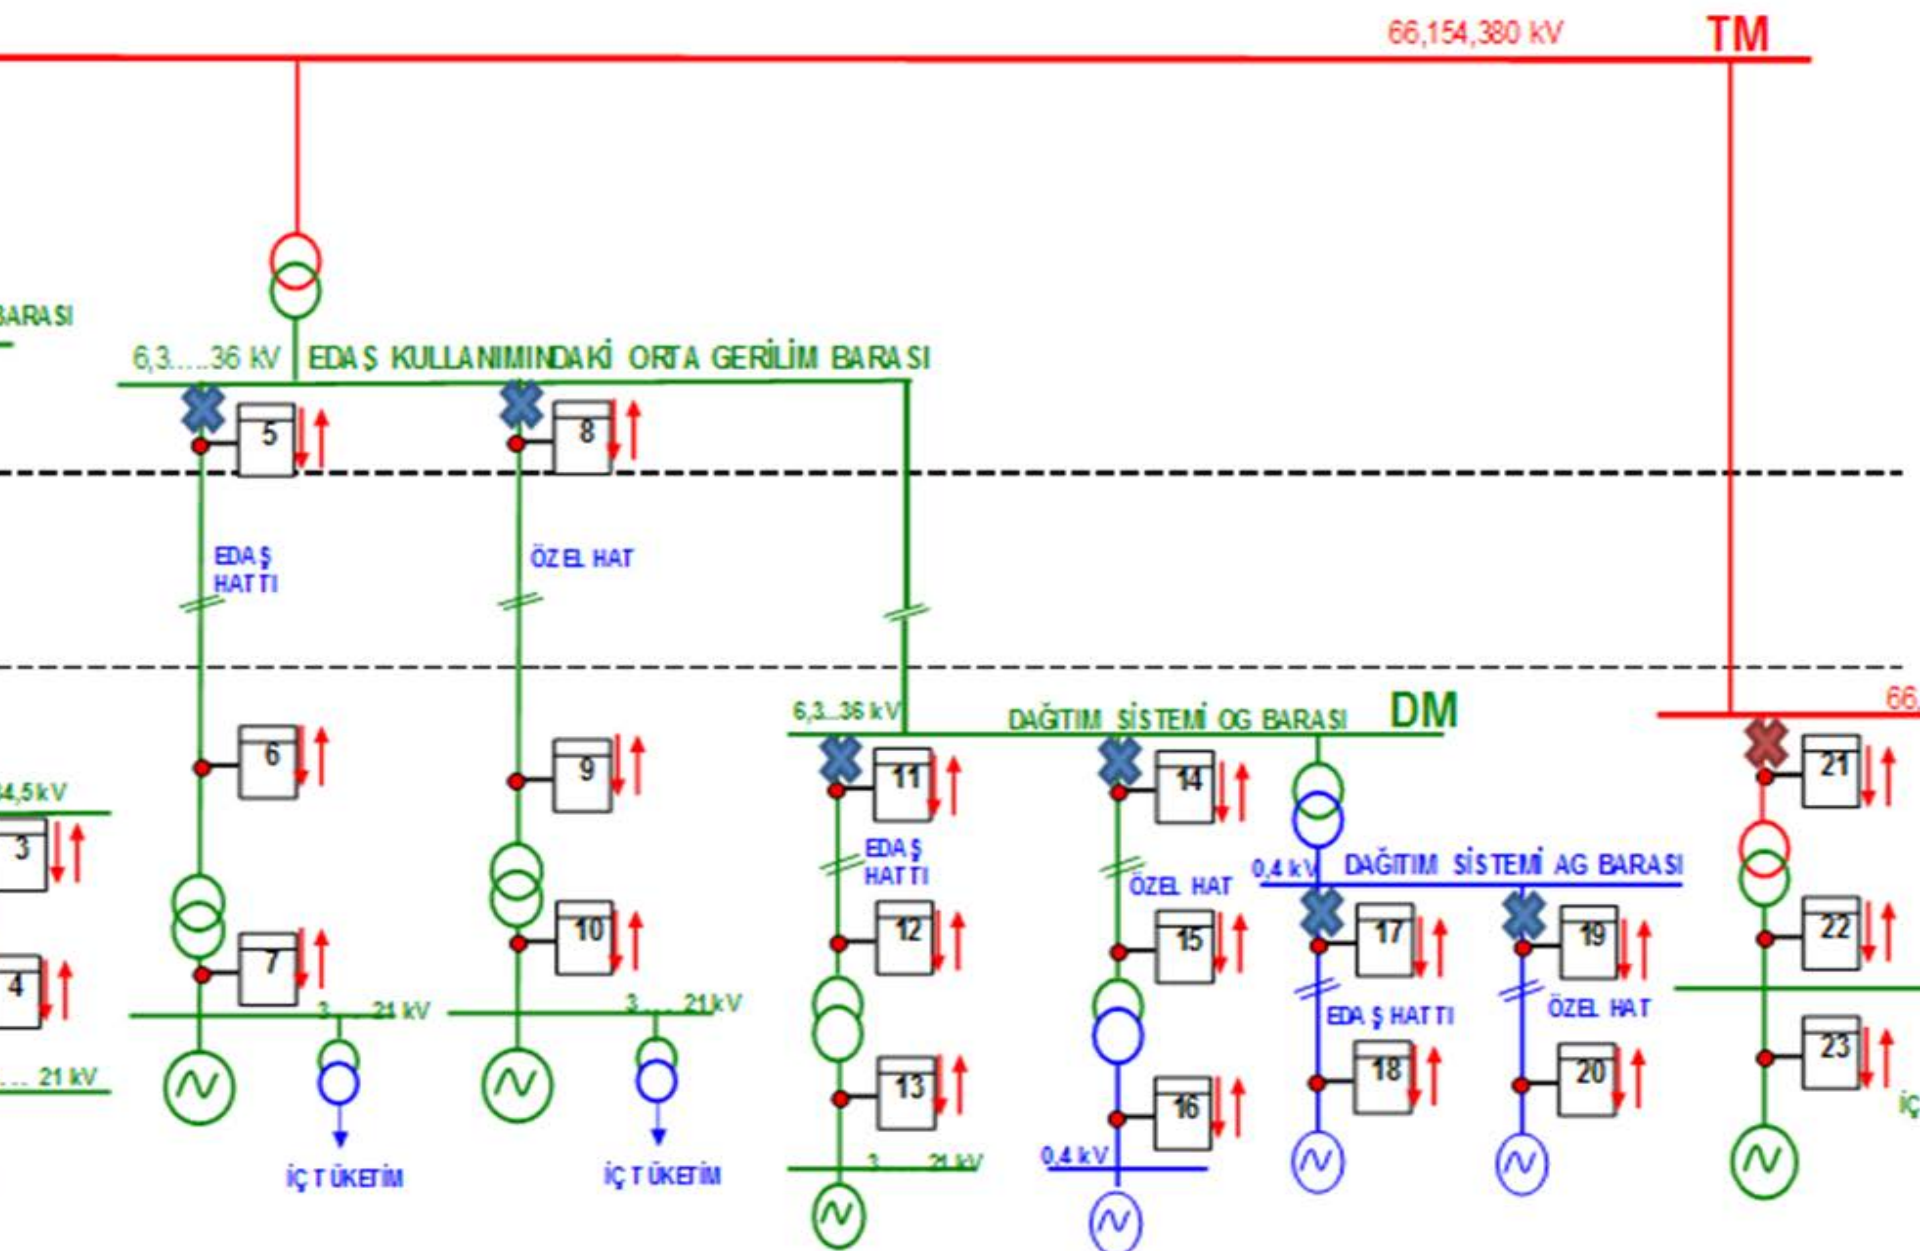 66,154,380 kV TM
BARASI
6,3.....36 kV EDAŞ KULLANIMINDAKİ ORTA GERİLİM BARASI
5
8
EDAŞ
HATTI
ÖZEL HAT
6
9
6,3...36 kV DAĞITIM SİSTEMİ OG BARASI DM
66,
11
14
21
34,5 kV
3
EDAŞ
HATTI
ÖZEL HAT
0,4 kV DAĞITIM SİSTEMİ AG BARASI
4
7
10
12
15
17
19
22
3.... 21 kV
3.... 21 kV
EDAŞ HATTI
ÖZEL HAT
... 21 kV
13
16
18
20
23
İÇ
İÇ TÜKETİM
İÇ TÜKETİM
3 21 kV
0,4 kV